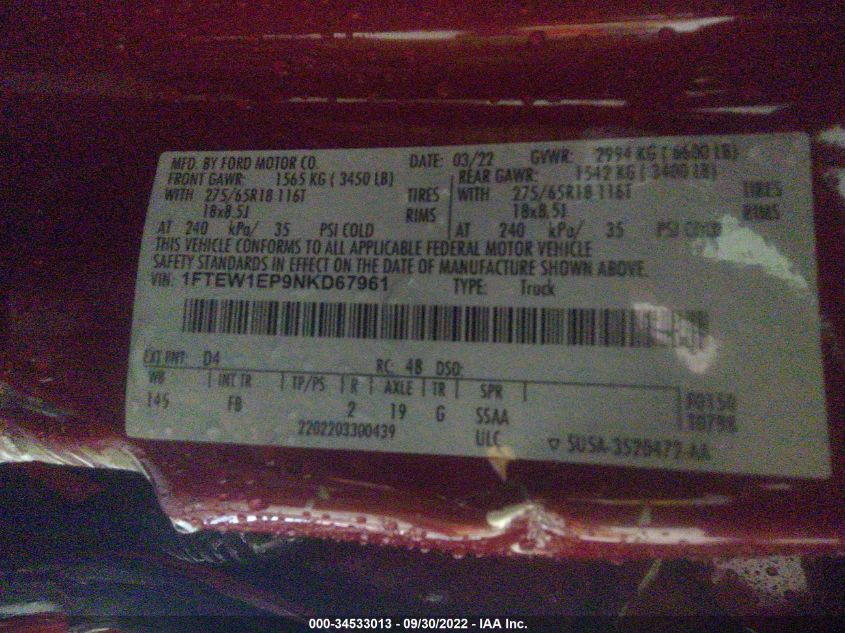 MFD. BY FORD MOTOR CO. DATE: 03/22 GVWR: 2994 KG ( 6600 LB)
FRONT GAWR: 1565 KG ( 3450 LB) REAR GAWR: 1542 KG ( 3400 LB)
WITH 275/65R18 116T TIRES WITH 275/65R18 116T TIRES
18x8.5J RIMS 18x8.5J RIMS
AT 240 kPa/ 35 PSI COLD AT 240 kPa/ 35 PSI COLD
THIS VEHICLE CONFORMS TO ALL APPLICABLE FEDERAL MOTOR VEHICLE
SAFETY STANDARDS IN EFFECT ON THE DATE OF MANUFACTURE SHOWN ABOVE.
VIN: 1FTEW1EP9NKD67961 TYPE: Truck
EXT PNT: D4 RC: 48 DSO:
WB | INT TR | TP/PS | R | AXLE | TR | SPR |
145 FB 2 19 G SSAA
2202203300439 ULC
F0150
▽ 5U5A-3520472-AA
000-34533013 - 09/30/2022 - IAA Inc.